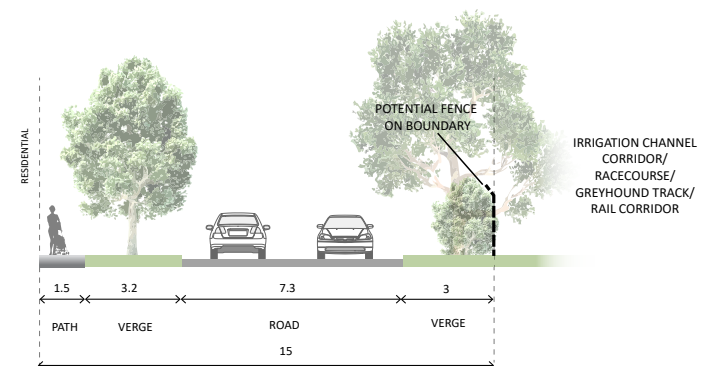 POTENTIAL FENCE
ON BOUNDARY
RESIDENTIAL
IRRIGATION CHANNEL
CORRIDOR/
RACECOURSE/
GREYHOUND TRACK/
RAIL CORRIDOR
1.5
3.2
7.3
3
PATH
VERGE
ROAD
VERGE
15